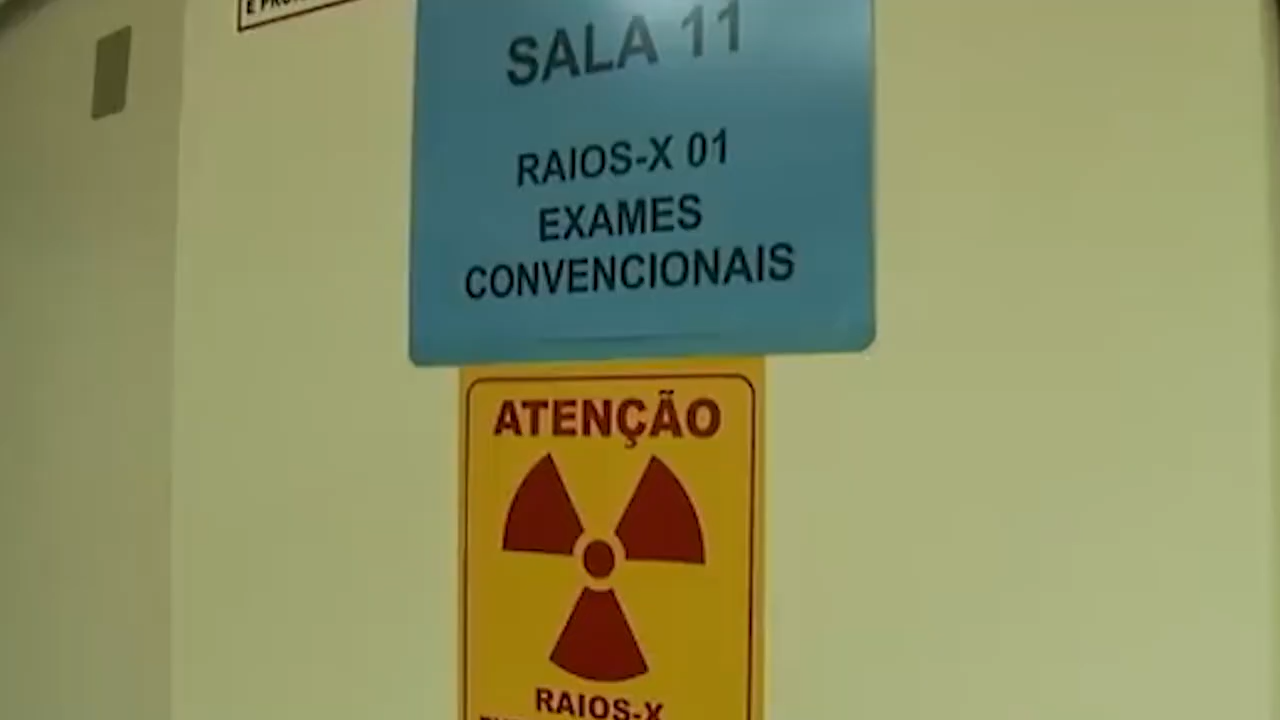 SALA 11
RAIOS-X 01
EXAMES
CONVENCIONAIS
ATENÇÃO
RAIOS-X